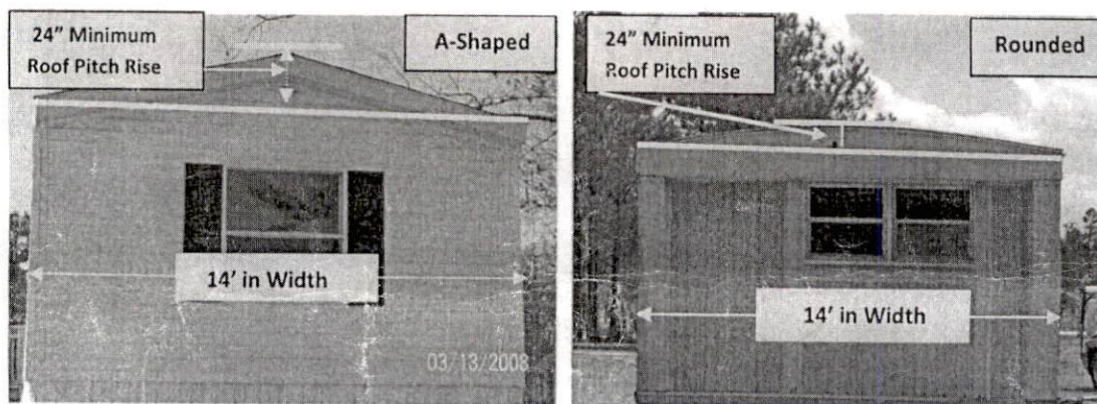 24” Minimum
Roof Pitch Rise
A-Shaped
14’ in Width
03/13/2008
24” Minimum
Roof Pitch Rise
Rounded
14’ in Width